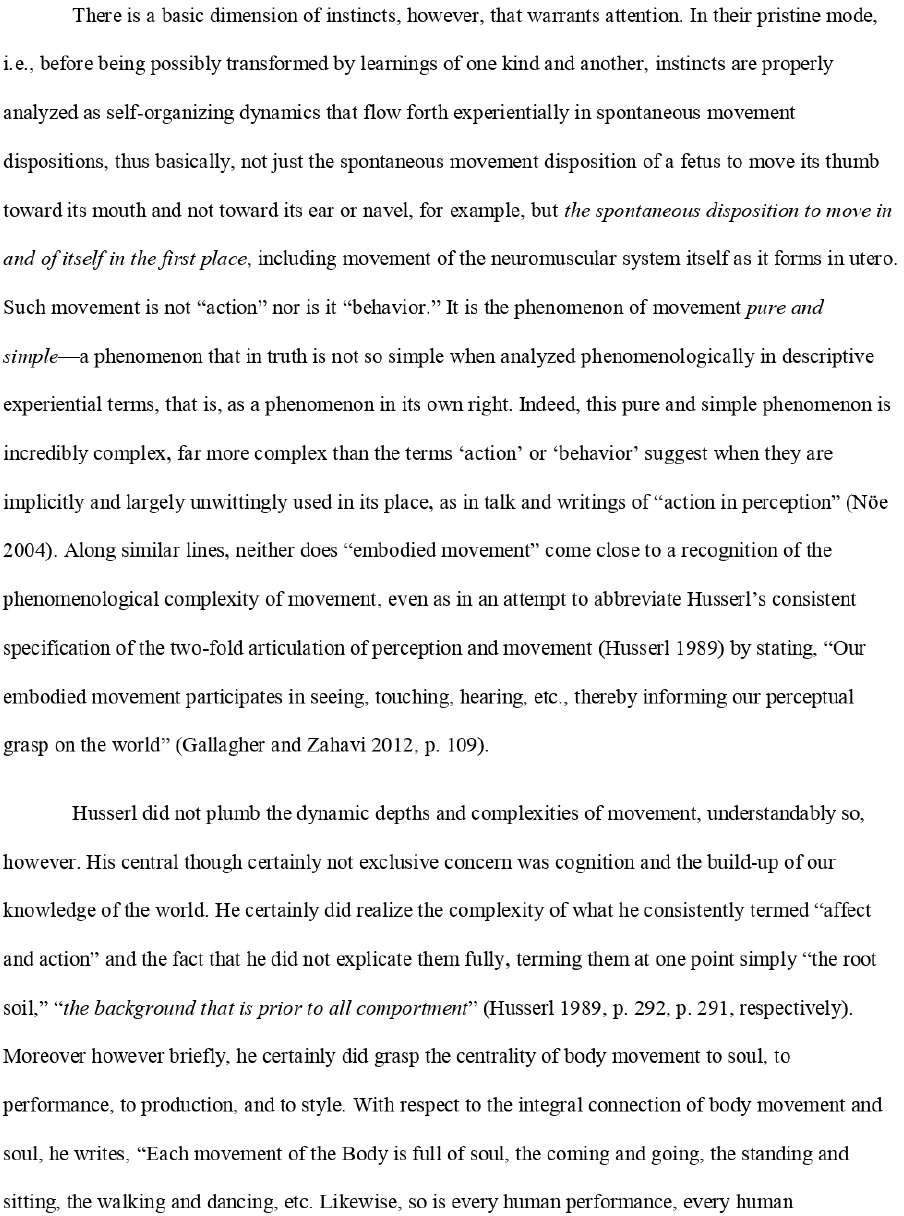 There is a basic dimension of instincts, however, that warrants attention. In their pristine mode,
i.e., before being possibly transformed by learnings of one kind and another, instincts are properly
analyzed as self-organizing dynamics that flow forth experientially in spontaneous movement
dispositions, thus basically, not just the spontaneous movement disposition of a fetus to move its thumb
toward its mouth and not toward its ear or navel, for example, but the spontaneous disposition to move in
and of itself in the first place, including movement of the neuromuscular system itself as it forms in utero.
Such movement is not “action” nor is it “behavior.” It is the phenomenon of movement pure and
simple—a phenomenon that in truth is not so simple when analyzed phenomenologically in descriptive
experiential terms, that is, as a phenomenon in its own right. Indeed, this pure and simple phenomenon is
incredibly complex, far more complex than the terms ‘action’ or ‘behavior’ suggest when they are
implicitly and largely unwittingly used in its place, as in talk and writings of “action in perception” (Nöe
2004). Along similar lines, neither does “embodied movement” come close to a recognition of the
phenomenological complexity of movement, even as in an attempt to abbreviate Husserl’s consistent
specification of the two-fold articulation of perception and movement (Husserl 1989) by stating, “Our
embodied movement participates in seeing, touching, hearing, etc., thereby informing our perceptual
grasp on the world” (Gallagher and Zahavi 2012, p. 109).
Husserl did not plumb the dynamic depths and complexities of movement, understandably so,
however. His central though certainly not exclusive concern was cognition and the build-up of our
knowledge of the world. He certainly did realize the complexity of what he consistently termed “affect
and action” and the fact that he did not explicate them fully, terming them at one point simply “the root
soil,” “the background that is prior to all comportment” (Husserl 1989, p. 292, p. 291, respectively).
Moreover however briefly, he certainly did grasp the centrality of body movement to soul, to
performance, to production, and to style. With respect to the integral connection of body movement and
soul, he writes, “Each movement of the Body is full of soul, the coming and going, the standing and
sitting, the walking and dancing, etc. Likewise, so is every human performance, every human